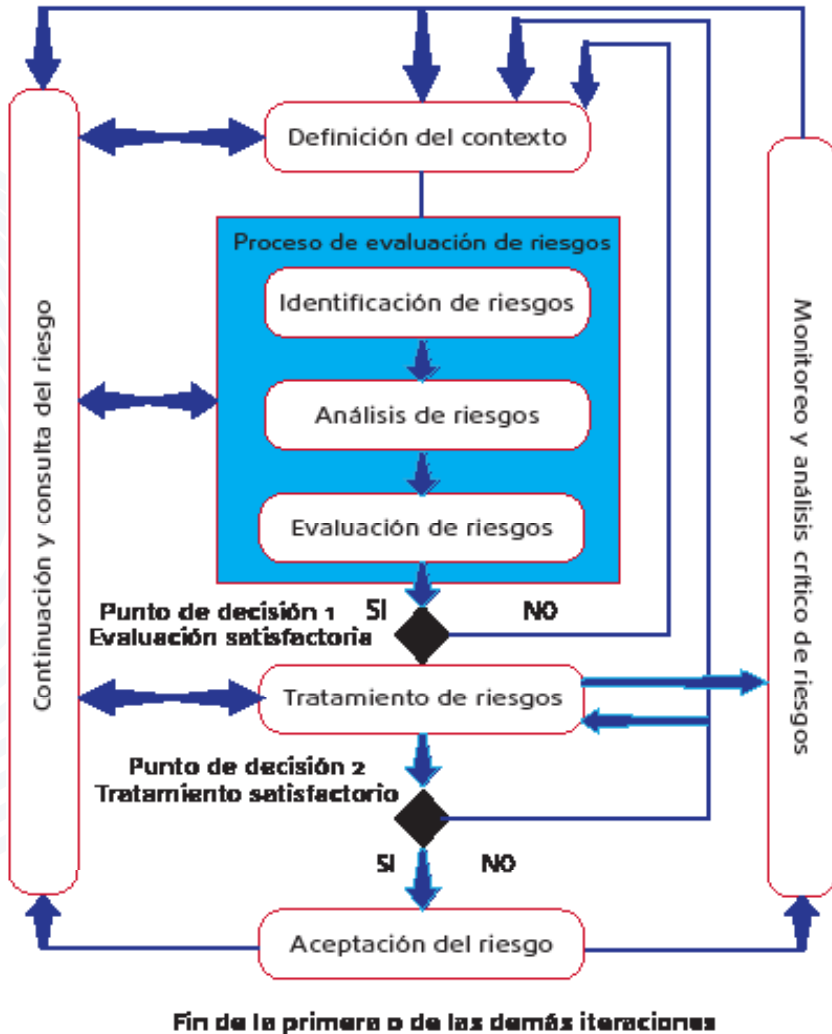 Definición del contexto
Proceso de evaluación de riesgos
Identificación de riesgos
Análisis de riesgos
Evaluación de riesgos
Punto de decisión 1
Evaluación satisfactoria
SI
NO
Tratamiento de riesgos
Punto de decisión 2
Tratamiento satisfactorio
SI
NO
Aceptación del riesgo
Continuación y consulta del riesgo
Monitoreo y análisis crítico de riesgos
Fin de la primera o de las demás iteraciones